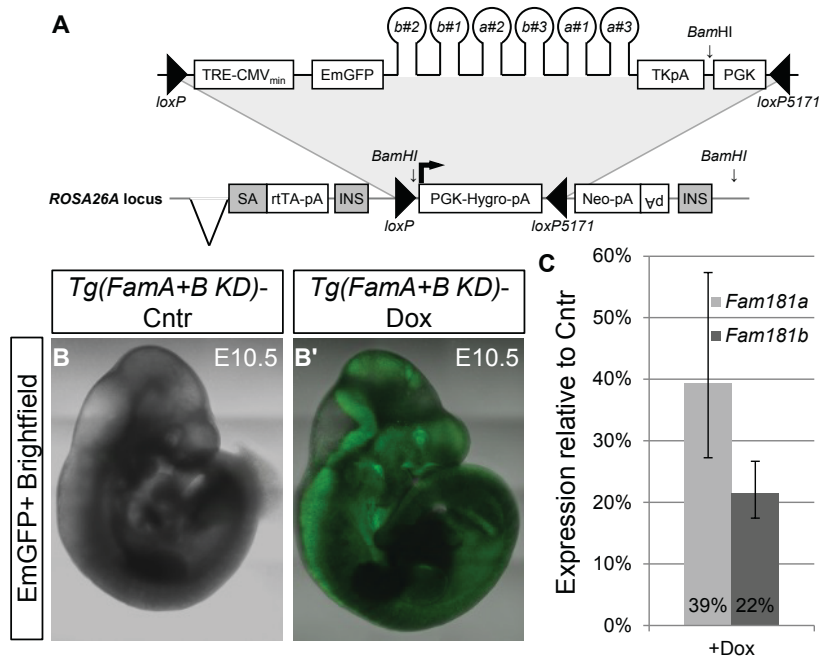 A
b#2 b#1 a#2 b#3 a#1 a#3
BamHI
TRE-CMVmin EmGFP TKpA PGK
loxP loxP5171
BamHI BamHI
ROSA26A locus SA rtTA-pA INS PGK-Hygro-pA Neo-pA pA INS
loxP loxP5171
Tg(FamA+B KD)-
Cntr
Tg(FamA+B KD)-
Dox
EmGFP+ Brightfield
B E10.5
B' E10.5
C
Expression relative to Cntr
60%
50%
40%
30%
20%
10%
0%
Fam181a
Fam181b
39% 22%
+Dox